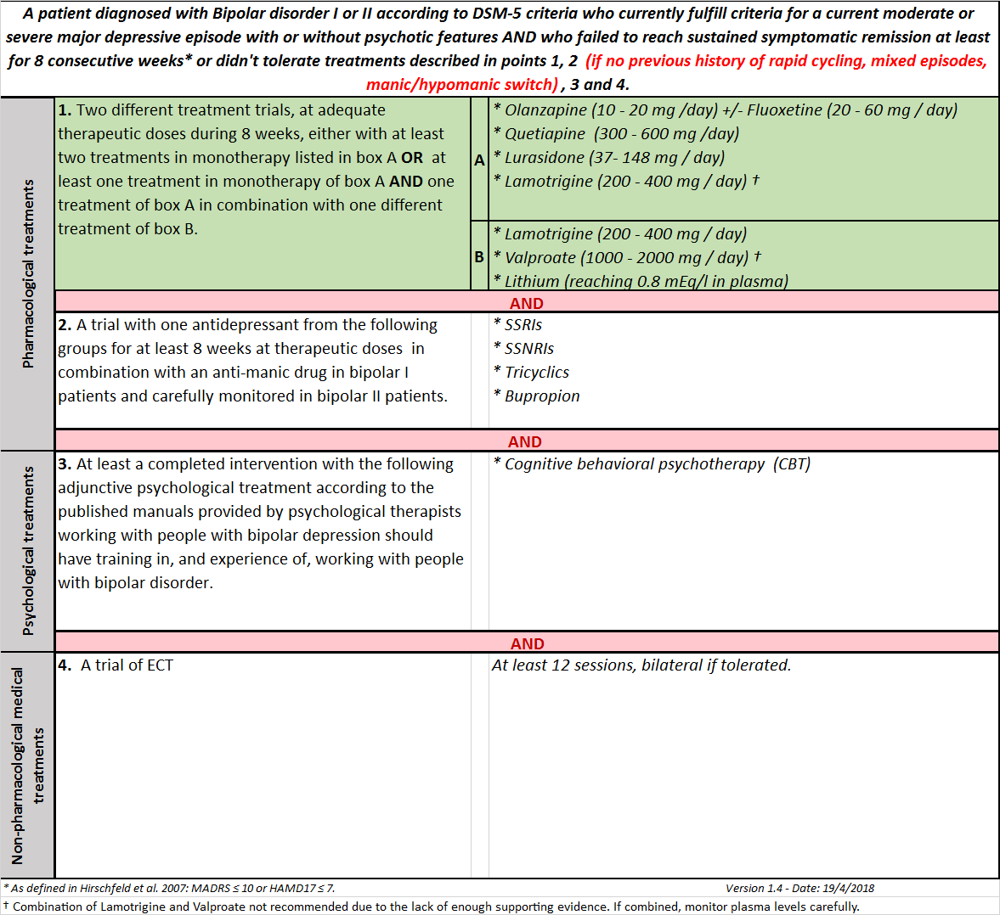 A patient diagnosed with Bipolar disorder I or II according to DSM-5 criteria who currently fulfill criteria for a current moderate or
severe major depressive episode with or without psychotic features AND who failed to reach sustained symptomatic remission at least
for 8 consecutive weeks* or didn't tolerate treatments described in points 1, 2 (if no previous history of rapid cycling, mixed episodes,
manic/hypomanic switch) , 3 and 4.
Pharmacological treatments
1. Two different treatment trials, at adequate
therapeutic doses during 8 weeks, either with at least
two treatments in monotherapy listed in box A OR at
least one treatment in monotherapy of box A AND one
treatment of box A in combination with one different
treatment of box B.
A
* Olanzapine (10 - 20 mg /day) +/- Fluoxetine (20 - 60 mg / day)
* Quetiapine (300 - 600 mg /day)
* Lurasidone (37- 148 mg / day)
* Lamotrigine (200 - 400 mg / day) †
B
* Lamotrigine (200 - 400 mg / day)
* Valproate (1000 - 2000 mg / day) †
* Lithium (reaching 0.8 mEq/l in plasma)
AND
2. A trial with one antidepressant from the following
groups for at least 8 weeks at therapeutic doses in
combination with an anti-manic drug in bipolar I
patients and carefully monitored in bipolar II patients.
* SSRIs
* SSNRIs
* Tricyclics
* Bupropion
AND
Psychological treatments
3. At least a completed intervention with the following
adjunctive psychological treatment according to the
published manuals provided by psychological therapists
working with people with bipolar depression should
have training in, and experience of, working with people
with bipolar disorder.
* Cognitive behavioral psychotherapy (CBT)
AND
Non-pharmacological medical
treatments
4. A trial of ECT
At least 12 sessions, bilateral if tolerated.
* As defined in Hirschfeld et al. 2007: MADRS ≤ 10 or HAMD17 ≤ 7.
Version 1.4 - Date: 19/4/2018
† Combination of Lamotrigine and Valproate not recommended due to the lack of enough supporting evidence. If combined, monitor plasma levels carefully.